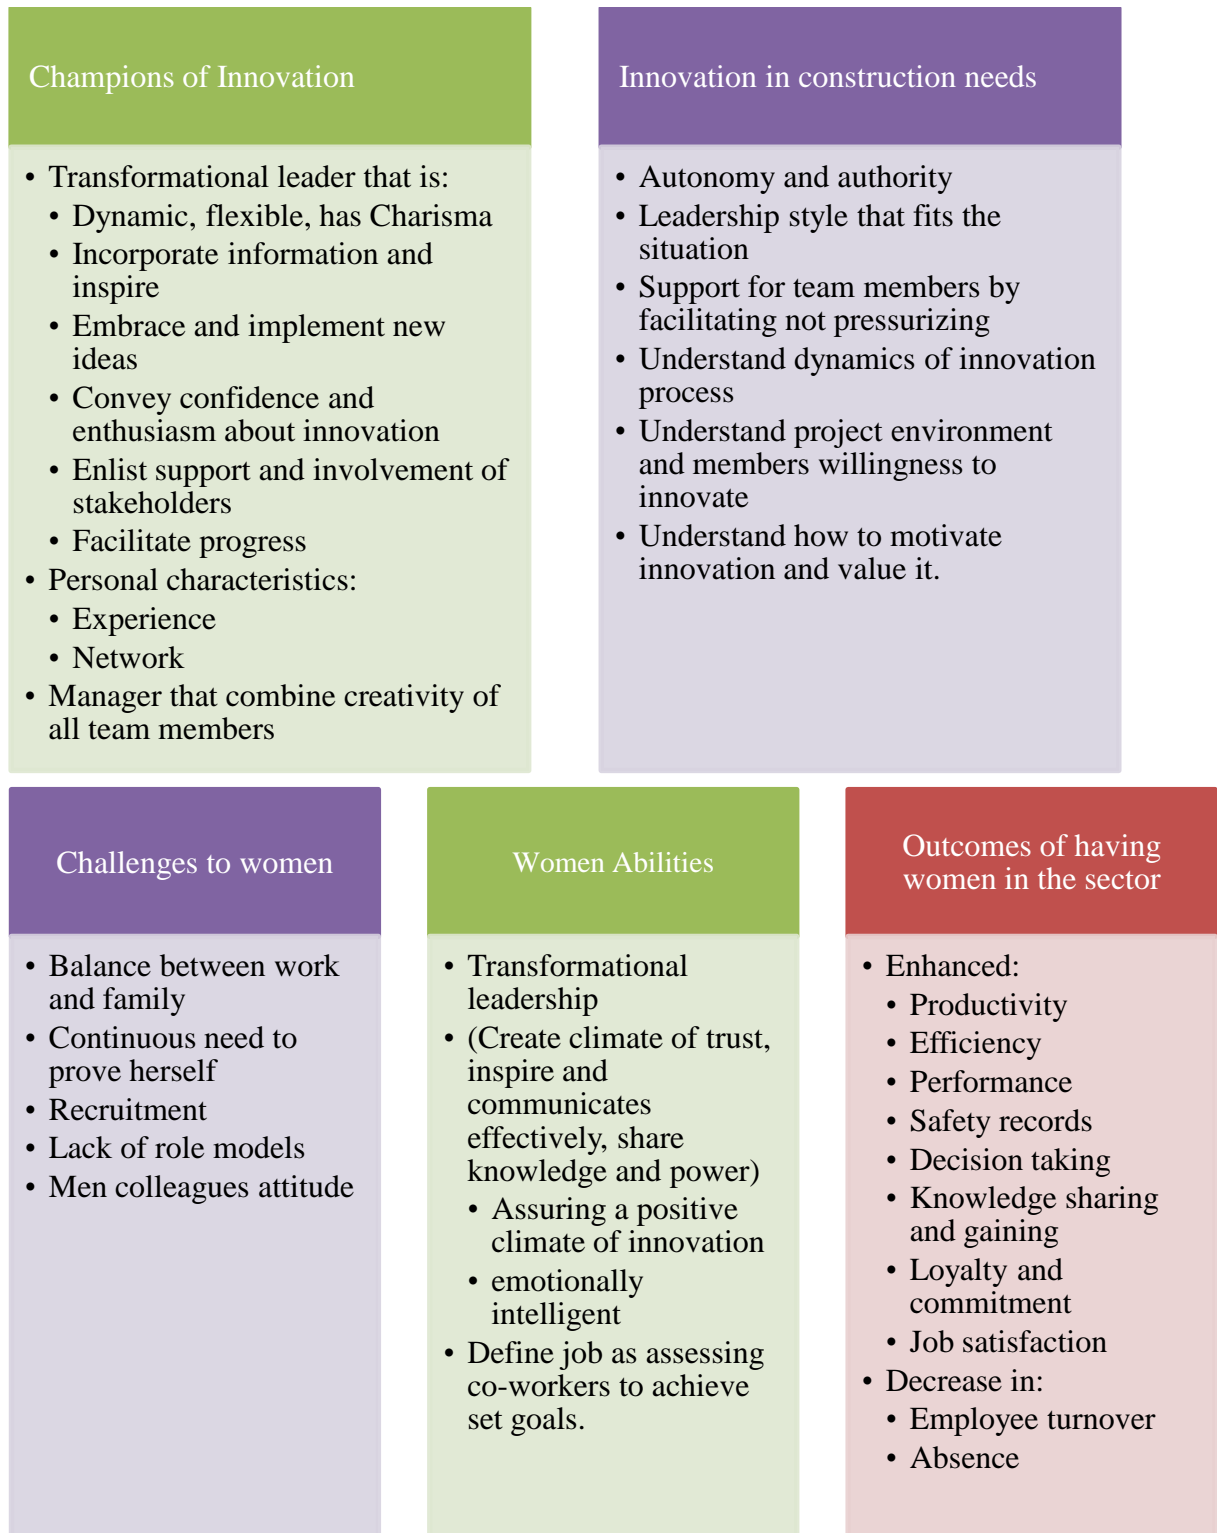 Champions of Innovation
• Transformational leader that is:
• Dynamic, flexible, has Charisma
• Incorporate information and
inspire
• Embrace and implement new
ideas
• Convey confidence and
enthusiasm about innovation
• Enlist support and involvement of
stakeholders
• Facilitate progress
• Personal characteristics:
• Experience
• Network
• Manager that combine creativity of
all team members
Innovation in construction needs
• Autonomy and authority
• Leadership style that fits the
situation
• Support for team members by
facilitating not pressurizing
• Understand dynamics of innovation
process
• Understand project environment
and members willingness to
innovate
• Understand how to motivate
innovation and value it.
Challenges to women
• Balance between work
and family
• Continuous need to
prove herself
• Recruitment
• Lack of role models
• Men colleagues attitude
Women Abilities
• Transformational
leadership
• (Create climate of trust,
inspire and
communicates
effectively, share
knowledge and power)
• Assuring a positive
climate of innovation
• emotionally
intelligent
• Define job as assessing
co-workers to achieve
set goals.
Outcomes of having
women in the sector
• Enhanced:
• Productivity
• Efficiency
• Performance
• Safety records
• Decision taking
• Knowledge sharing
and gaining
• Loyalty and
commitment
• Job satisfaction
• Decrease in:
• Employee turnover
• Absence